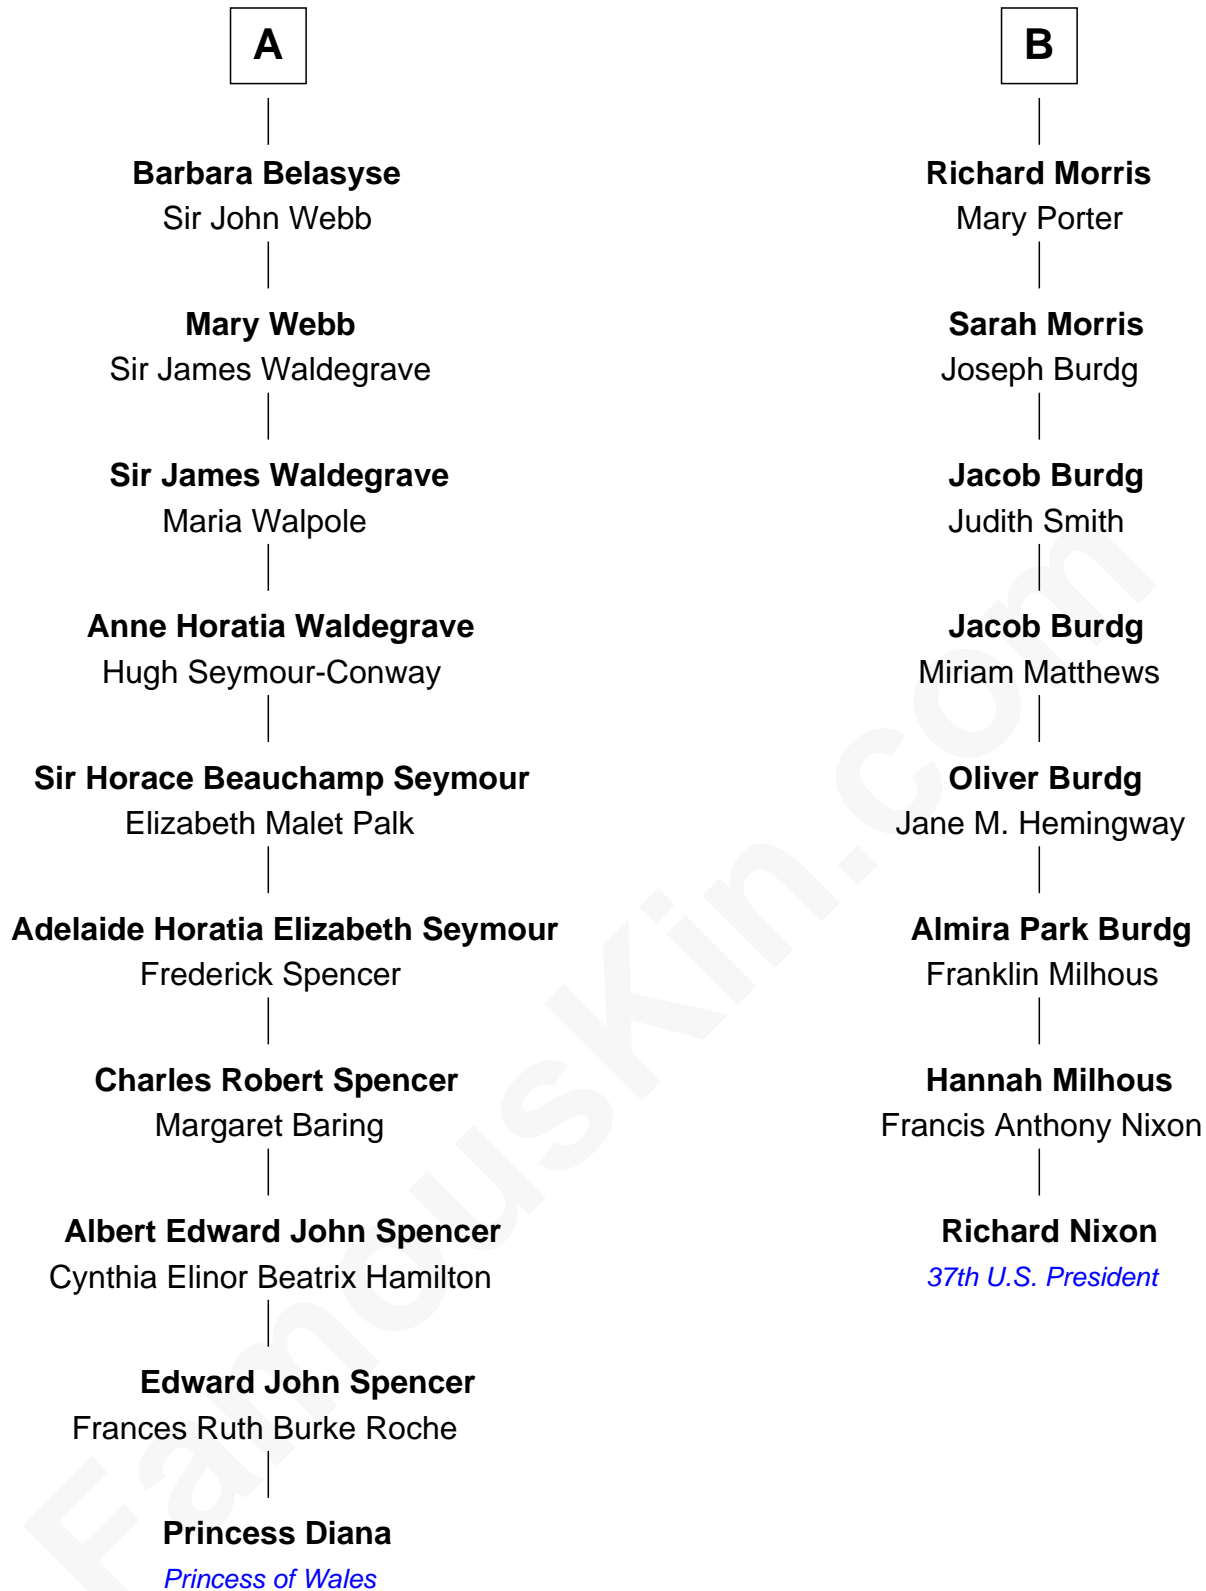 A
Barbara Belasyse
Sir John Webb
Mary Webb
Sir James Waldegrave
Sir James Waldegrave
Maria Walpole
Anne Horatia Waldegrave
Hugh Seymour-Conway
Sir Horace Beauchamp Seymour
Elizabeth Malet Palk
Adelaide Horatia Elizabeth Seymour
Frederick Spencer
Charles Robert Spencer
Margaret Baring
Albert Edward John Spencer
Cynthia Elinor Beatrix Hamilton
Edward John Spencer
Frances Ruth Burke Roche
Princess Diana
Princess of Wales
B
Richard Morris
Mary Porter
Sarah Morris
Joseph Burdg
Jacob Burdg
Judith Smith
Jacob Burdg
Miriam Matthews
Oliver Burdg
Jane M. Hemingway
Almira Park Burdg
Franklin Milhous
Hannah Milhous
Francis Anthony Nixon
Richard Nixon
37th U.S. President
FamousKin.com